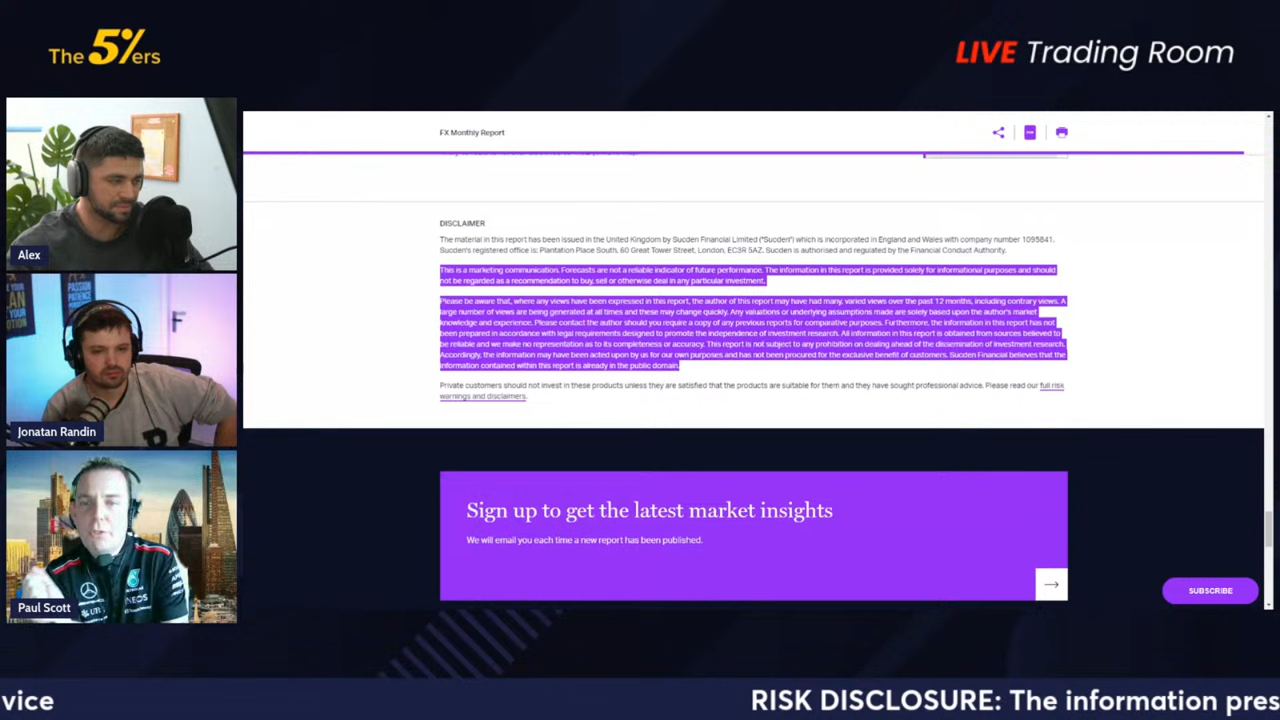 The 5%ers
LIVE Trading Room
FX Monthly Report
DISCLAIMER
The material in this report has been issued in the United Kingdom by Sucden Financial Limited ("Sucden") which is incorporated in England and Wales with company number 1095841.
Sucden's registered office is: Plantation Place South, 60 Great Tower Street, London, EC3R 5AZ. Sucden is authorised and regulated by the Financial Conduct Authority.
This is a marketing communication. Forecasts are not a reliable indicator of future performance. The information in this report is provided solely for informational purposes and should
not be regarded as a recommendation to buy, sell or otherwise deal in any particular investment.
Please be aware that, where any views have been expressed in this report, the author of this report may have had many, varied views over the past 12 months, including contrary views. A
large number of views are being generated at all times and these may change quickly. Any valuations or underlying assumptions made are solely based upon the author's market
knowledge and experience. Please contact the author should you require a copy of any previous reports for comparative purposes. Furthermore, the information in this report has not
been prepared in accordance with legal requirements designed to promote the independence of investment research. All information in this report is obtained from sources believed to
be reliable and we make no representation as to its completeness or accuracy. This report is not subject to any prohibition on dealing ahead of the dissemination of investment research.
Accordingly, the information may have been acted upon by us for our own purposes and has not been procured for the exclusive benefit of customers. Sucden Financial believes that the
information contained within this report is already in the public domain.
Private customers should not invest in these products unless they are satisfied that the products are suitable for them and they have sought professional advice. Please read our full risk
warnings and disclaimers.
Sign up to get the latest market insights
We will email you each time a new report has been published.
SUBSCRIBE
Alex
Jonatan Randin
INEOS
Paul Scott
vice
RISK DISCLOSURE: The information pres